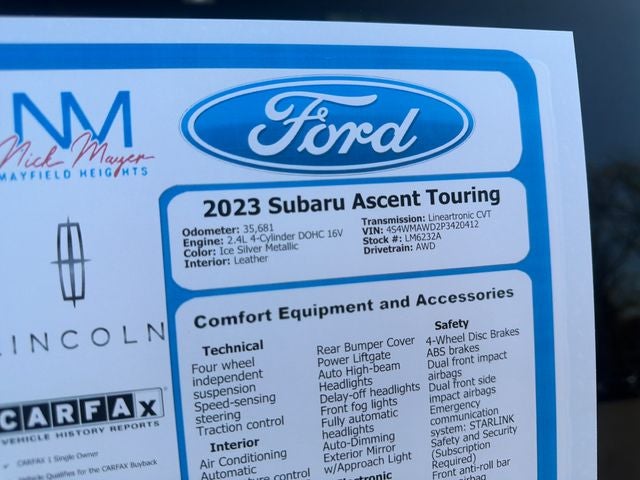 NM
Nick Mayer
MAYFIELD HEIGHTS
Ford
2023 Subaru Ascent Touring
Odometer: 35,681
Engine: 2.4L 4-Cylinder DOHC 16V
Color: Ice Silver Metallic
Interior: Leather
Transmission: Lineartronic CVT
VIN: 4S4WMAWD2P3420412
Stock #: LM6232A
Drivetrain: AWD
INCOLN
CARFAX
VEHICLE HISTORY REPORTS
CARFAX 1 Single Owner
Vehicle Qualifies for the CARFAX Buyback
Comfort Equipment and Accessories
Technical
Four wheel
independent
suspension
Speed-sensing
steering
Traction control
Interior
Air Conditioning
Automatic
Rear Bumper Cover
Power Liftgate
Auto High-beam
Headlights
Delay-off headlights
Front fog lights
Fully automatic
headlights
Auto-Dimming
Exterior Mirror
w/Approach Light
Safety
4-Wheel Disc Brakes
ABS brakes
Dual front impact
airbags
Dual front side
impact airbags
Emergency
communication
system: STARLINK
Safety and Security
(Subscription
Required)
Front anti-roll bar